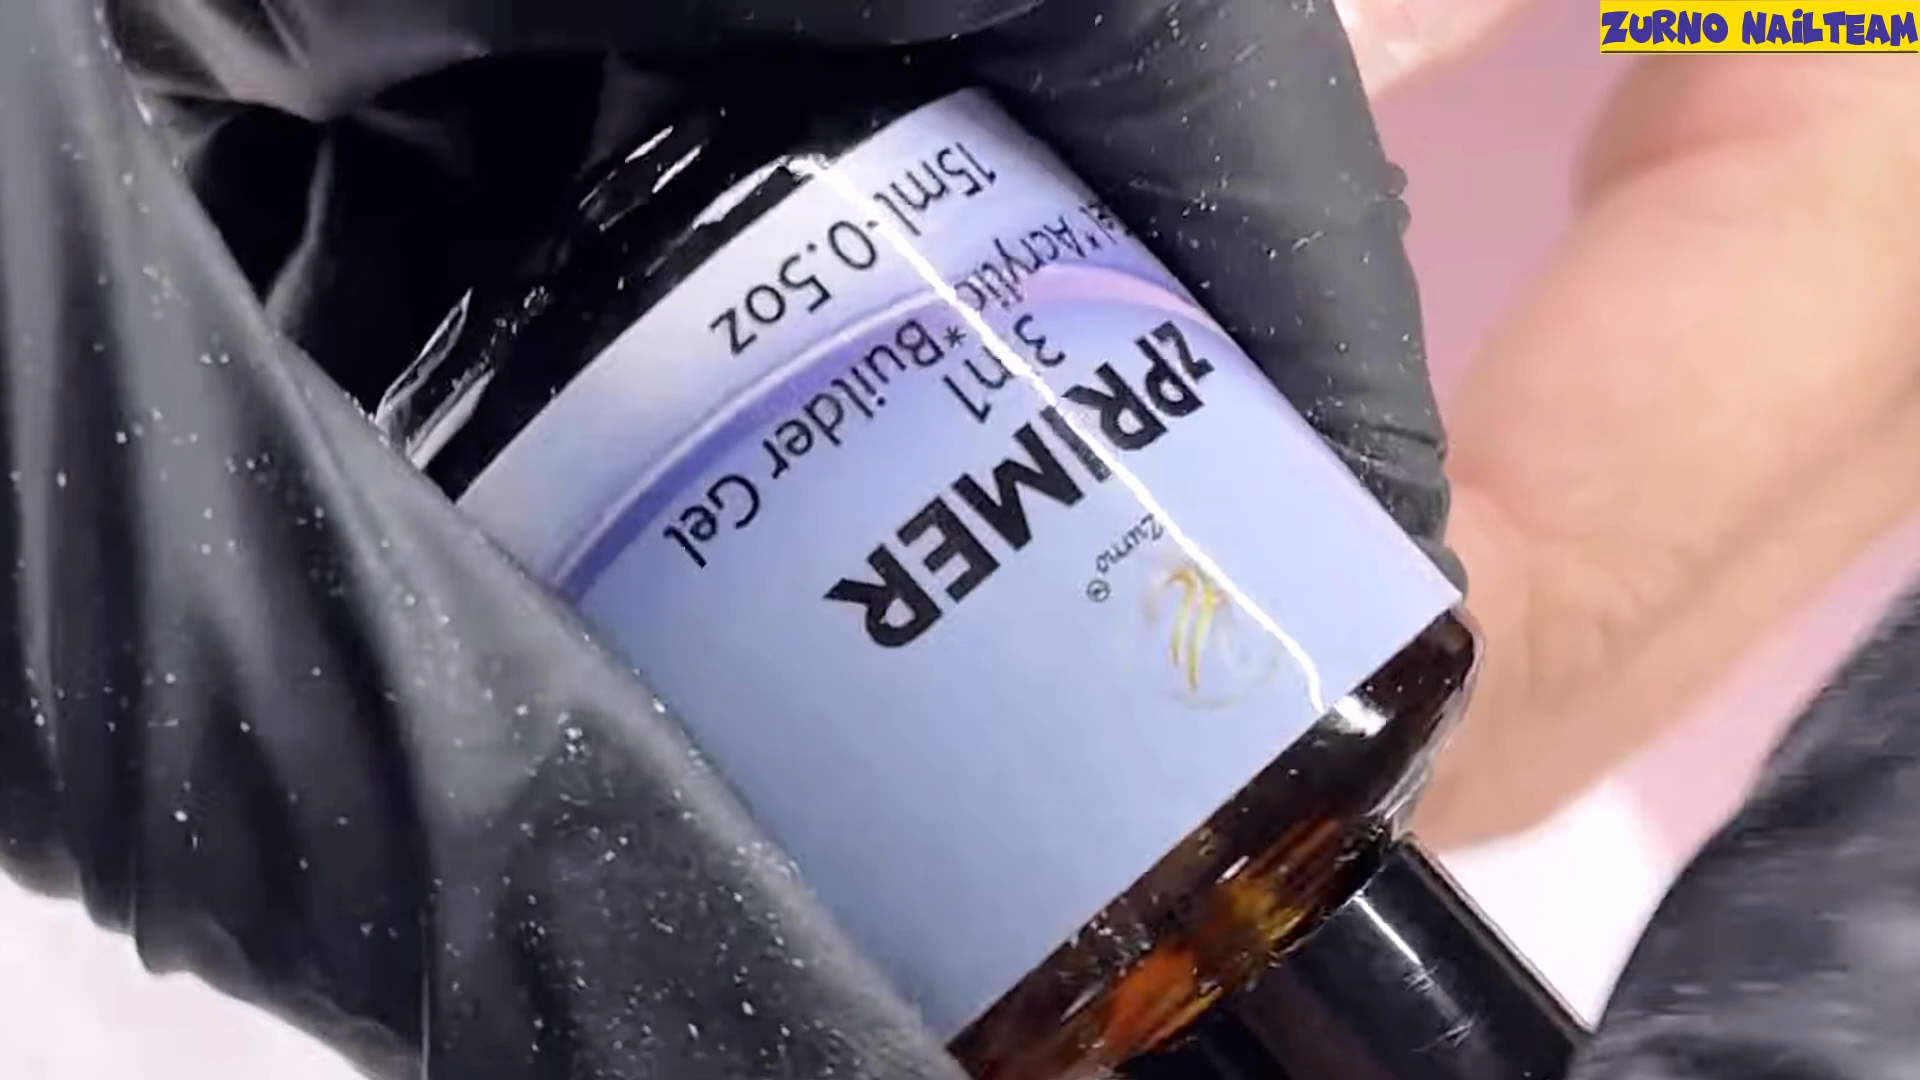 ZURNO NAILTEAM
Zurno®
zPRIMER
3in1
*Acrylic*Builder Gel
15ml-0.5oz